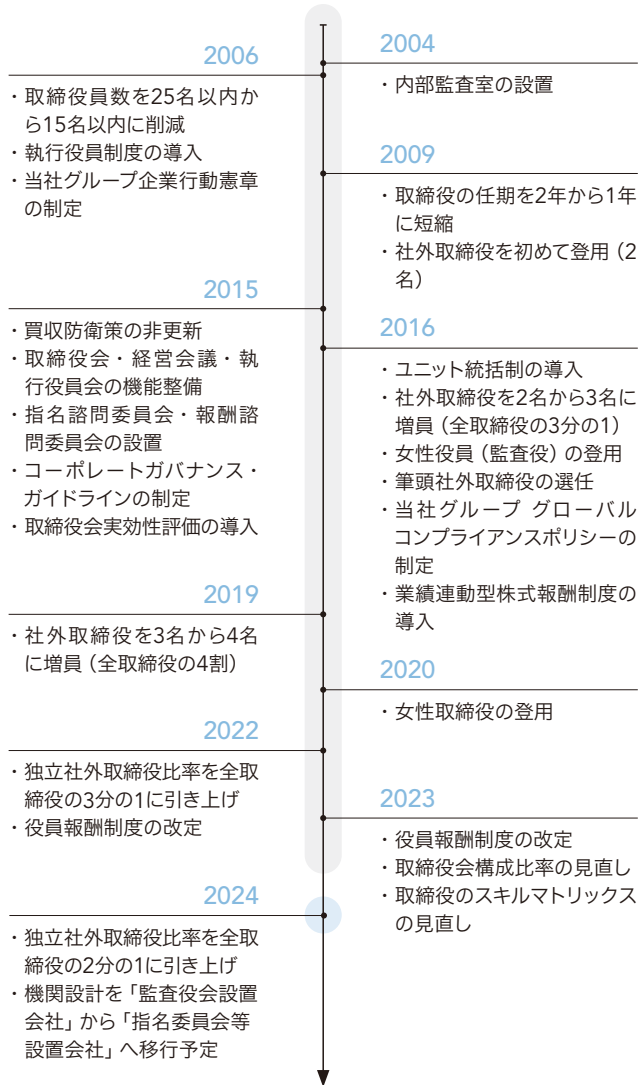 2004
・内部監査室の設置
2006
・取締役員数を25名以内か
ら15名以内に削減
・執行役員制度の導入
・当社グループ企業行動憲章
の制定
2009
・取締役の任期を2年から1年
に短縮
・社外取締役を初めて登用（2
名）
2015
・買収防衛策の非更新
・取締役会・経営会議・執
行役員会の機能整備
・指名諮問委員会・報酬諮
問委員会の設置
・コーポレートガバナンス・
ガイドラインの制定
・取締役会実効性評価の導入
2016
・ユニット統括制の導入
・社外取締役を2名から3名に
増員（全取締役の3分の1）
・女性役員（監査役）の登用
・筆頭社外取締役の選任
・当社グループ グローバル
コンプライアンスポリシーの
制定
・業績連動型株式報酬制度の
導入
2019
・社外取締役を3名から4名
に増員（全取締役の4割）
2020
・女性取締役の登用
2022
・独立社外取締役比率を全取
締役の3分の1に引き上げ
・役員報酬制度の改定
2023
・役員報酬制度の改定
・取締役会構成比率の見直し
・取締役のスキルマトリックス
の見直し
2024
・独立社外取締役比率を全取
締役の2分の1に引き上げ
・機関設計を「監査役会設置
会社」から「指名委員会等
設置会社」へ移行予定